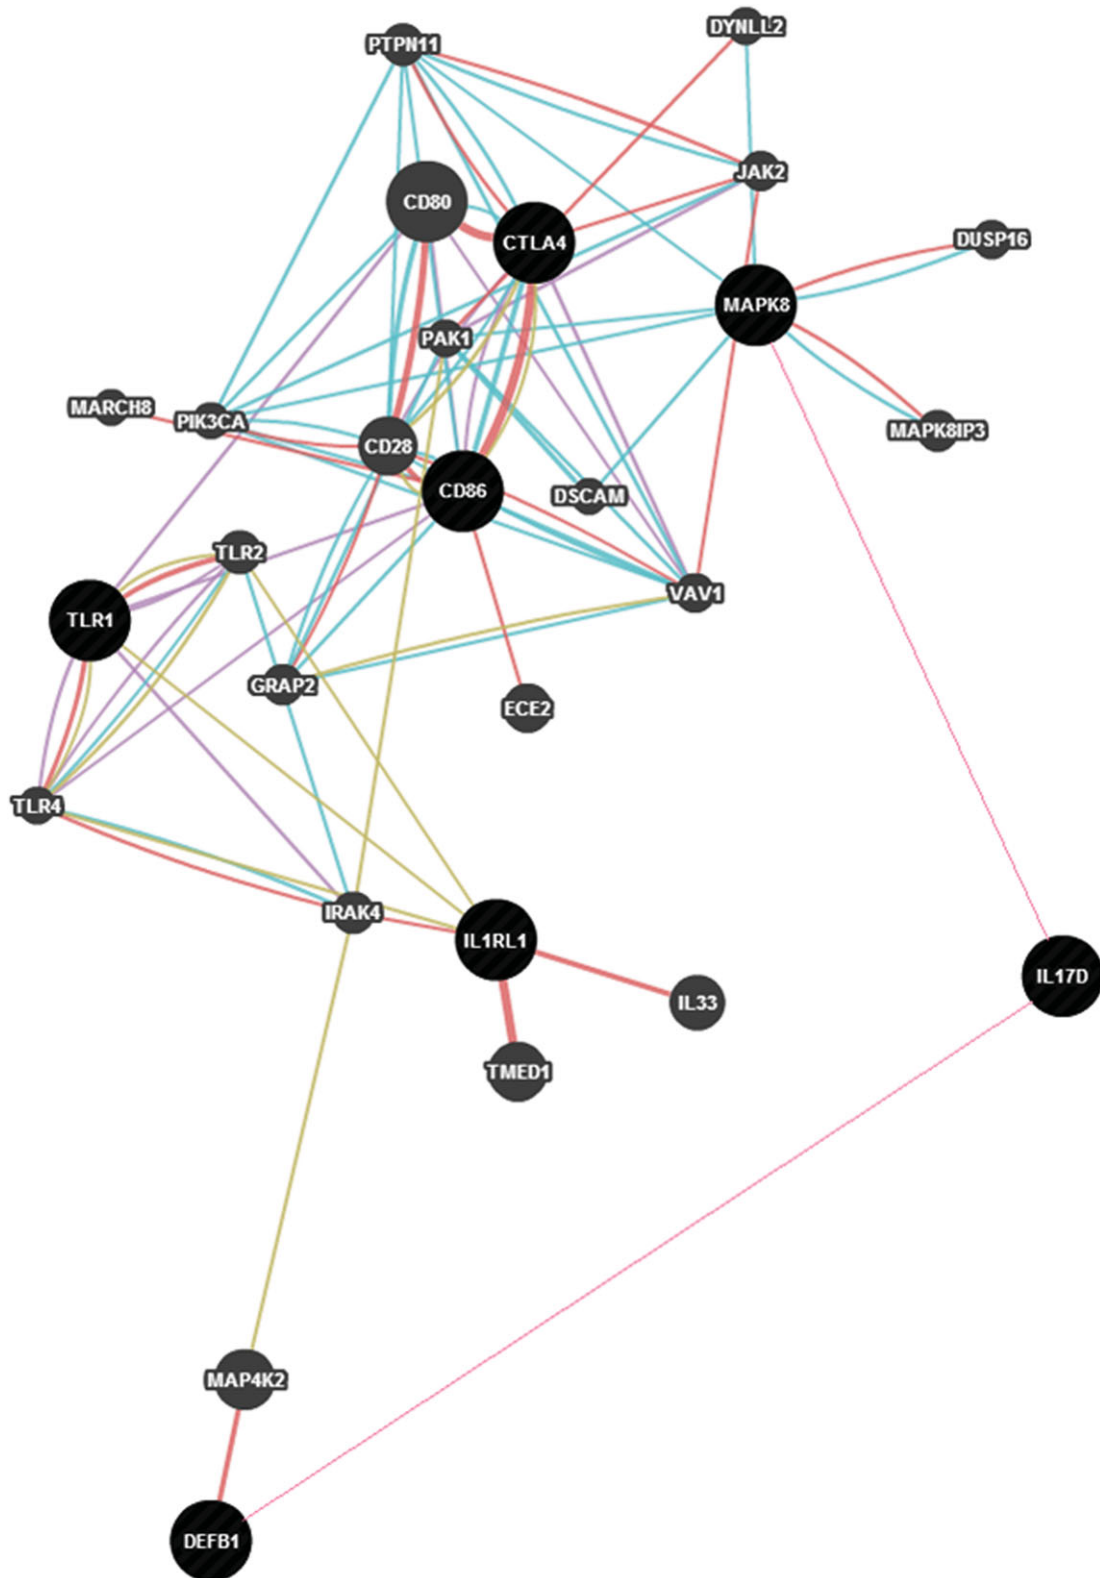 DYNLL2
PTPN11
JAK2
CD80
CTLA4
DUSP16
MAPK8
PAK1
MARCH8
PIK3CA
MAPK8IP3
CD28
CD86
DSCAM
TLR2
VAV1
TLR1
GRAP2
ECE2
TLR4
IRAK4
IL1RL1
IL17D
IL33
TMED1
MAP4K2
DEFB1